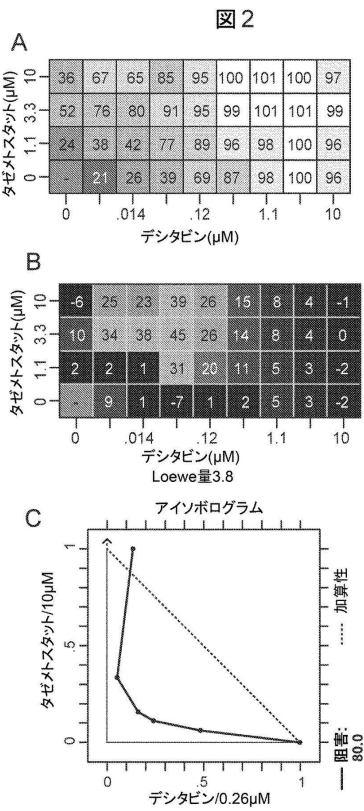 図2
A
タゼメトスタット(μM)
10 36 67 65 85 95 100 101 100 97
3.3 52 76 80 91 95 99 101 101 99
1.1 24 38 42 77 89 96 98 100 96
0 - 21 26 39 69 87 98 100 96
0 .014 .12 1.1 10
デシタビン(μM)
B
タゼメトスタット(μM)
10 -6 25 23 39 26 15 8 4 -1
3.3 10 34 38 45 26 14 8 4 0
1.1 2 2 1 31 20 11 5 3 -2
0 - 9 1 -7 1 2 5 3 -2
0 .014 .12 1.1 10
デシタビン(μM)
Loewe量3.8
C
アイソボログラム
タゼメトスタット/10μM
1
.5
0
0 .5 1
デシタビン/0.26μM
加算性
阻害:
80.0